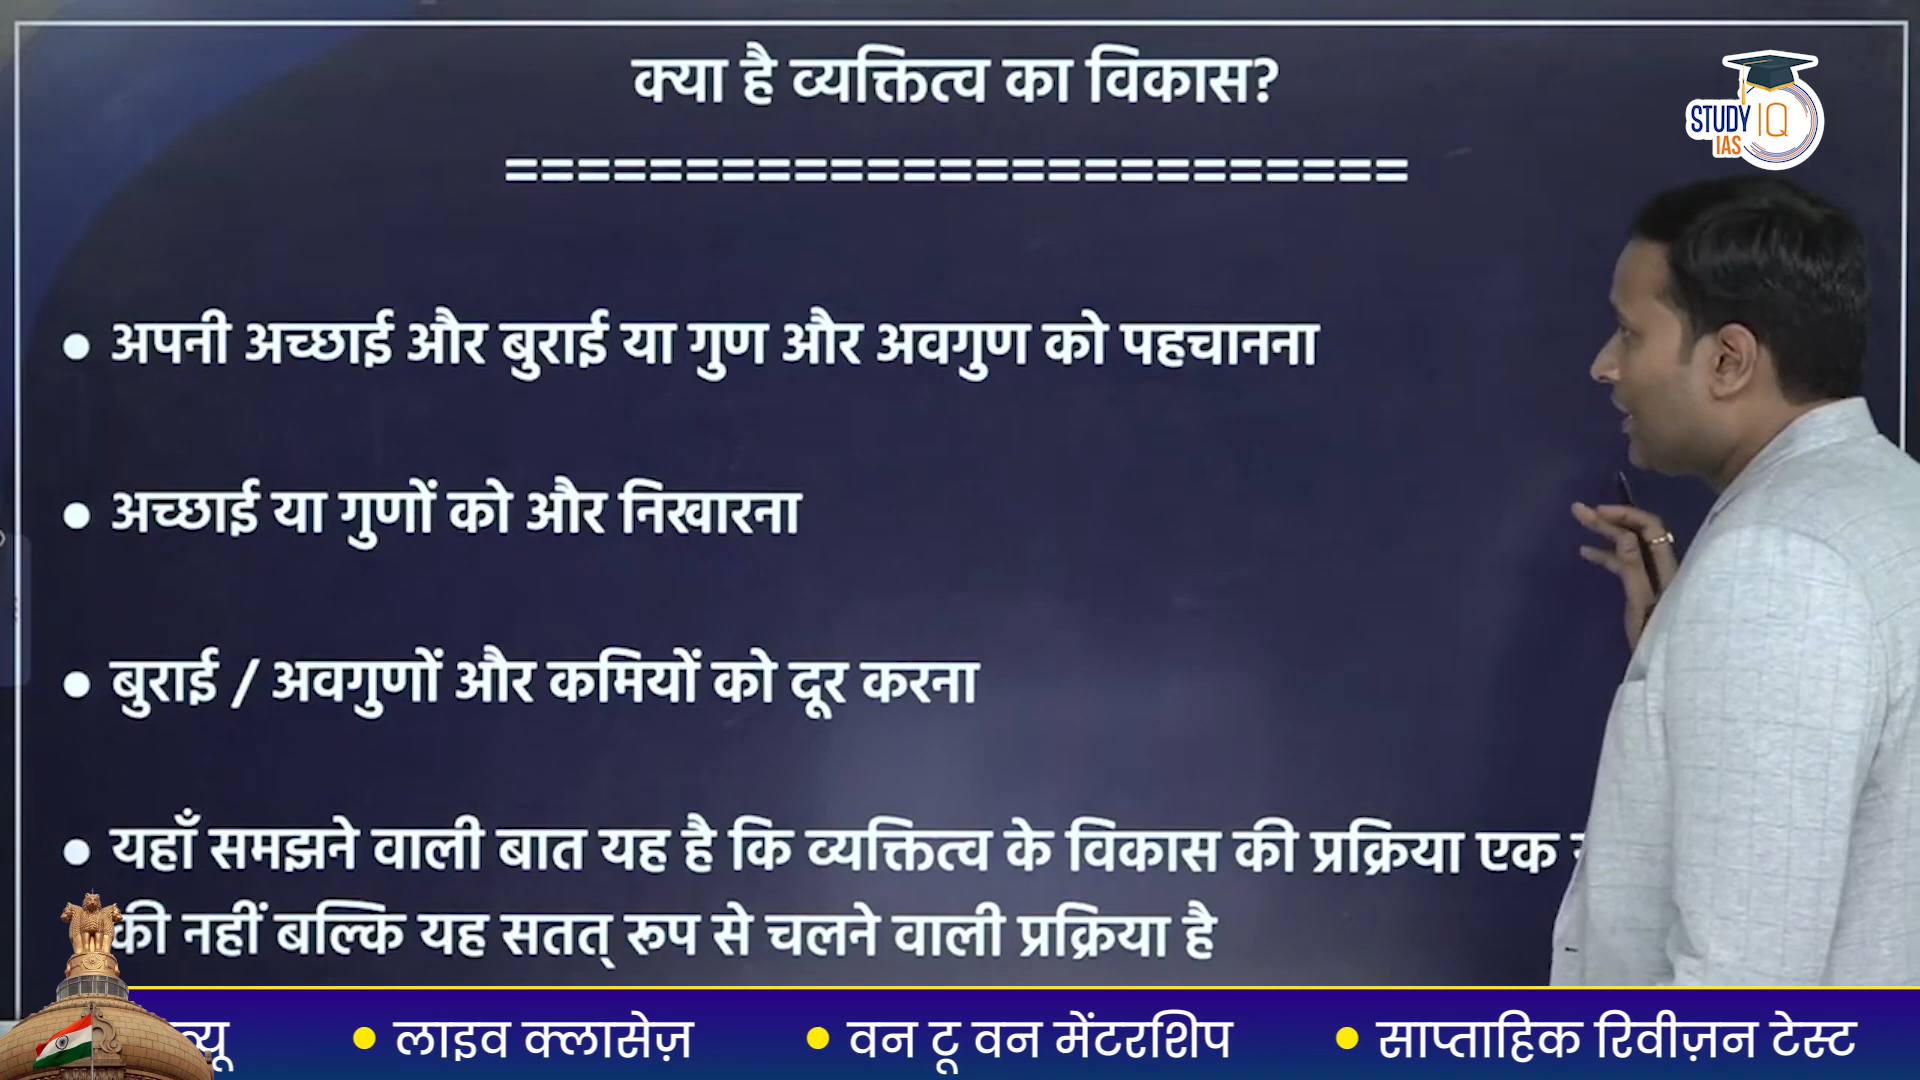 क्या है व्यक्तित्व का विकास?
=========================
STUDY IQ
IAS
• अपनी अच्छाई और बुराई या गुण और अवगुण को पहचानना
• अच्छाई या गुणों को और निखारना
• बुराई / अवगुणों और कमियों को दूर करना
• यहाँ समझने वाली बात यह है कि व्यक्तित्व के विकास की प्रक्रिया एक
की नहीं बल्कि यह सतत् रूप से चलने वाली प्रक्रिया है
• लाइव क्लासेज़ • वन टू वन मेंटरशिप • साप्ताहिक रिवीज़न टेस्ट